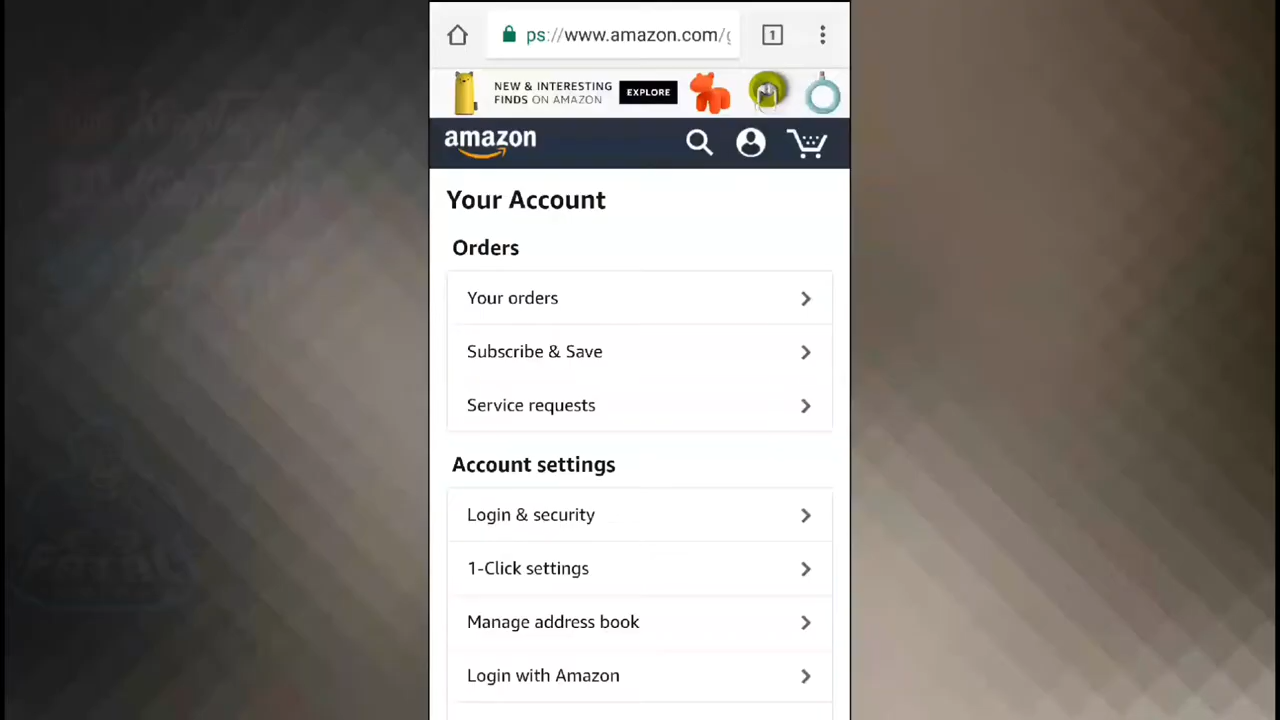 ps://www.amazon.com/g
1
NEW & INTERESTING
FINDS ON AMAZON
EXPLORE
amazon
Your Account
Orders
Your orders
Subscribe & Save
Service requests
Account settings
Login & security
1-Click settings
Manage address book
Login with Amazon